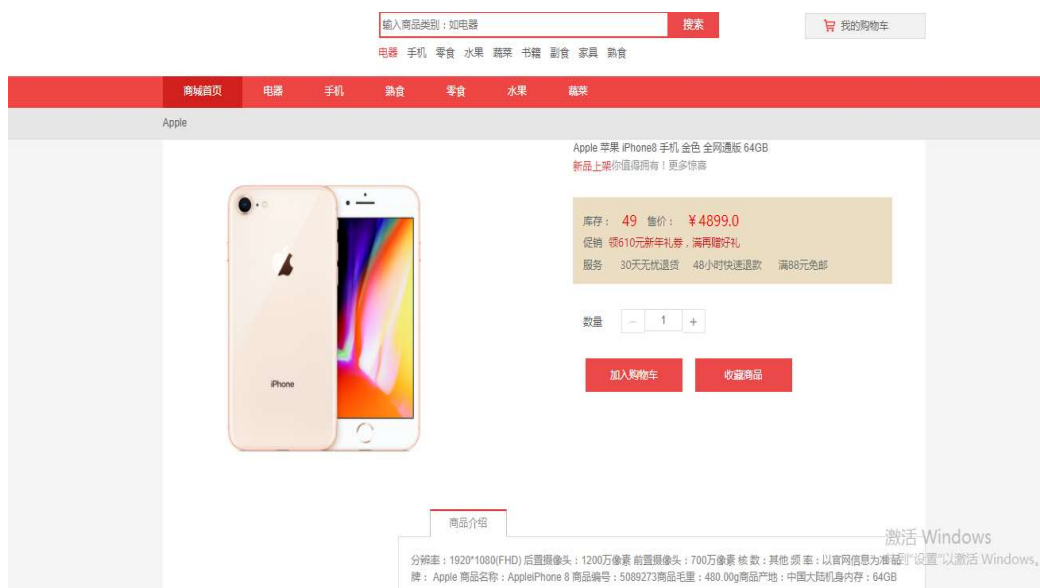 输入商品类别：如电器
搜索
我的购物车
电器 手机 零食 水果 蔬菜 书籍 副食 家具 熟食
商城首页 电器 手机 熟食 零食 水果 蔬菜
Apple
Apple 苹果 iPhone8 手机 金色 全网通版 64GB
新品上架你值得拥有！更多惊喜
库存： 49 售价： ¥4899.0
促销 领610元新年礼券，满再赠好礼
服务 30天无忧退货 48小时快速退款 满88元免邮
数量 − 1 +
加入购物车 收藏商品
iPhone
商品介绍
激活 Windows
分辨率：1920*1080(FHD) 后置摄像头：1200万像素 前置摄像头：700万像素 核 数：其他 频 率：以官网信息为准品
转到"设置"以激活 Windows。
牌： Apple 商品名称：AppleiPhone 8 商品编号：5089273商品毛重：480.00g商品产地：中国大陆机身内存：64GB